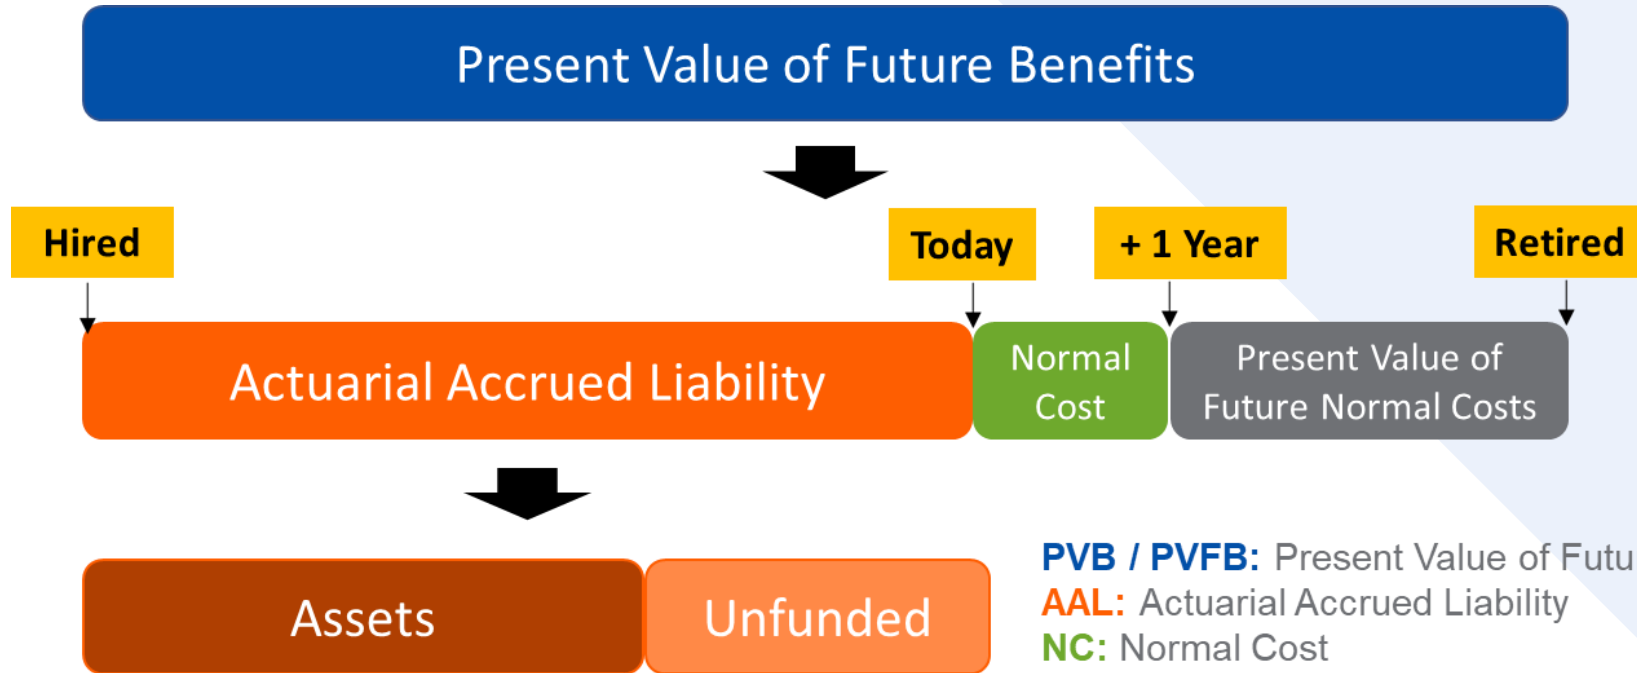 Present Value of Future Benefits
Hired
Today
+ 1 Year
Retired
Actuarial Accrued Liability
Normal
Cost
Present Value of
Future Normal Costs
Assets
Unfunded
PVB / PVFB: Present Value of Futu
AAL: Actuarial Accrued Liability
NC: Normal Cost